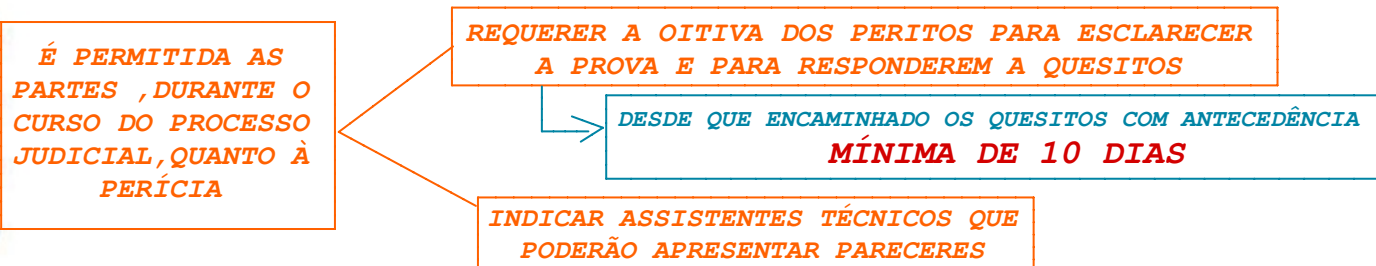 É PERMITIDA AS
PARTES ,DURANTE O
CURSO DO PROCESSO
JUDICIAL,QUANTO À
PERÍCIA
REQUERER A OITIVA DOS PERITOS PARA ESCLARECER
A PROVA E PARA RESPONDEREM A QUESITOS
DESDE QUE ENCAMINHADO OS QUESITOS COM ANTECEDÊNCIA
MÍNIMA DE 10 DIAS
INDICAR ASSISTENTES TÉCNICOS QUE
PODERÃO APRESENTAR PARECERES